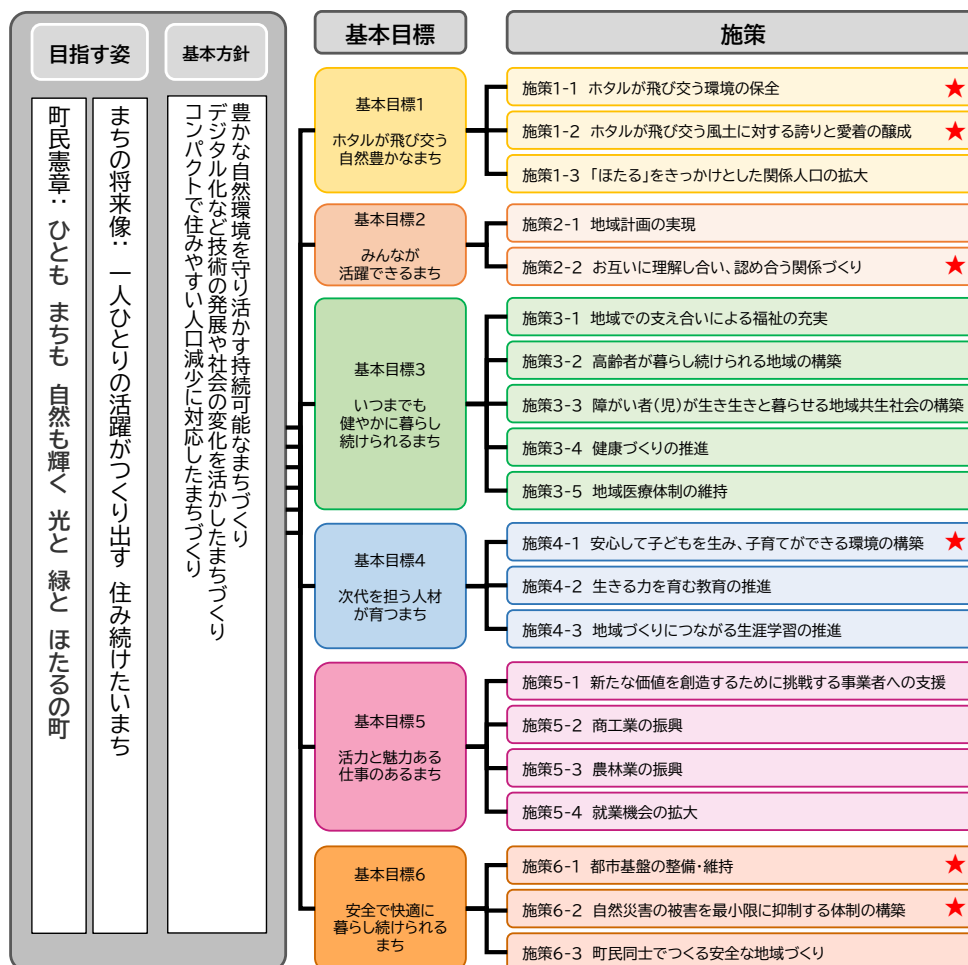 目指す姿
町民憲章： ひとも まちも 自然も輝く 光と 緑と ほたるの町
まちの将来像： 一人ひとりの活躍がつくり出す 住み続けたいまち
基本方針
豊かな自然環境を守り活かす持続可能なまちづくり
デジタル化など技術の発展や社会の変化を活かしたまちづくり
コンパクトで住みやすい人口減少に対応したまちづくり
基本目標
施策
基本目標1
ホタルが飛び交う
自然豊かなまち
施策1-1 ホタルが飛び交う環境の保全 ★
施策1-2 ホタルが飛び交う風土に対する誇りと愛着の醸成 ★
施策1-3 「ほたる」をきっかけとした関係人口の拡大
基本目標2
みんなが
活躍できるまち
施策2-1 地域計画の実現
施策2-2 お互いに理解し合い、認め合う関係づくり ★
基本目標3
いつまでも
健やかに暮らし
続けられるまち
施策3-1 地域での支え合いによる福祉の充実
施策3-2 高齢者が暮らし続けられる地域の構築
施策3-3 障がい者(児)が生き生きと暮らせる地域共生社会の構築
施策3-4 健康づくりの推進
施策3-5 地域医療体制の維持
基本目標4
次代を担う人材
が育つまち
施策4-1 安心して子どもを生み、子育てができる環境の構築 ★
施策4-2 生きる力を育む教育の推進
施策4-3 地域づくりにつながる生涯学習の推進
基本目標5
活力と魅力ある
仕事のあるまち
施策5-1 新たな価値を創造するために挑戦する事業者への支援
施策5-2 商工業の振興
施策5-3 農林業の振興
施策5-4 就業機会の拡大
基本目標6
安全で快適に
暮らし続けられる
まち
施策6-1 都市基盤の整備・維持 ★
施策6-2 自然災害の被害を最小限に抑制する体制の構築 ★
施策6-3 町民同士でつくる安全な地域づくり